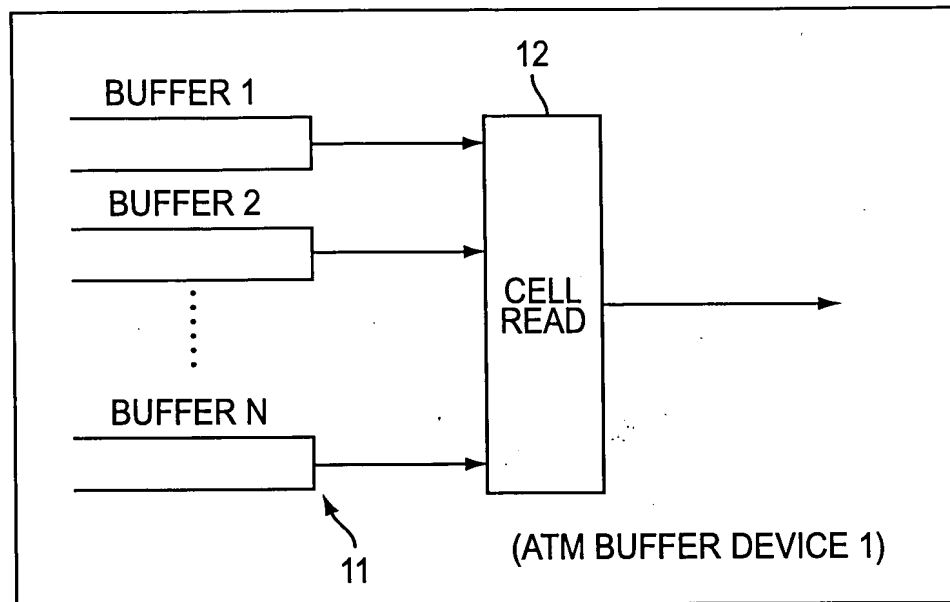 12
BUFFER 1
BUFFER 2
CELL
READ
BUFFER N
11
(ATM BUFFER DEVICE 1)